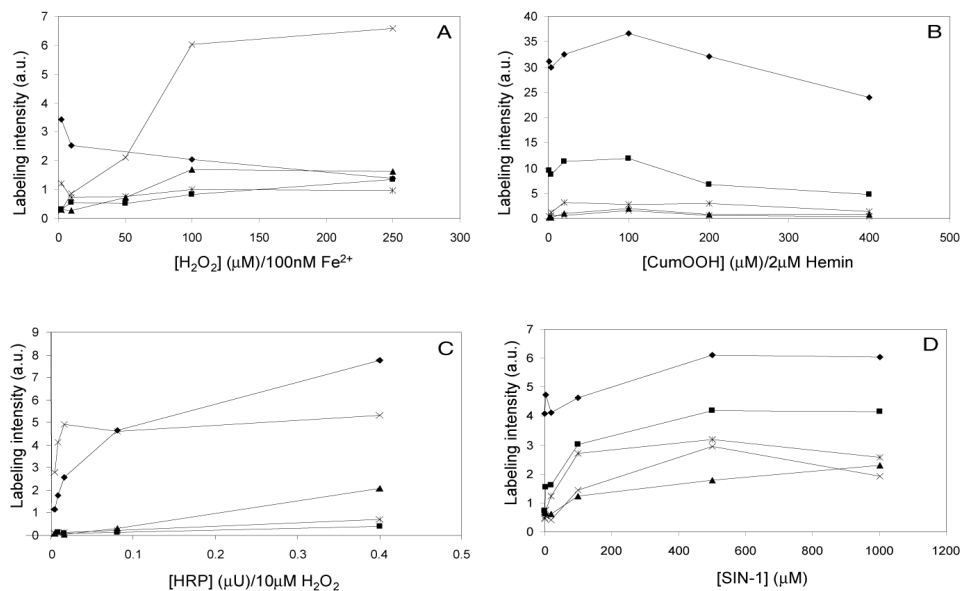 A
Labeling intensity (a.u.)
7
6
5
4
3
2
1
0
0 50 100 150 200 250 300
[H₂O₂] (μM)/100nM Fe²⁺
B
Labeling intensity (a.u.)
40
35
30
25
20
15
10
5
0
0 100 200 300 400 500
[CumOOH] (μM)/2μM Hemin
C
Labeling intensity (a.u.)
9
8
7
6
5
4
3
2
1
0
0 0.1 0.2 0.3 0.4 0.5
[HRP] (μU)/10μM H₂O₂
D
Labeling intensity (a.u.)
7
6
5
4
3
2
1
0
0 200 400 600 800 1000 1200
[SIN-1] (μM)